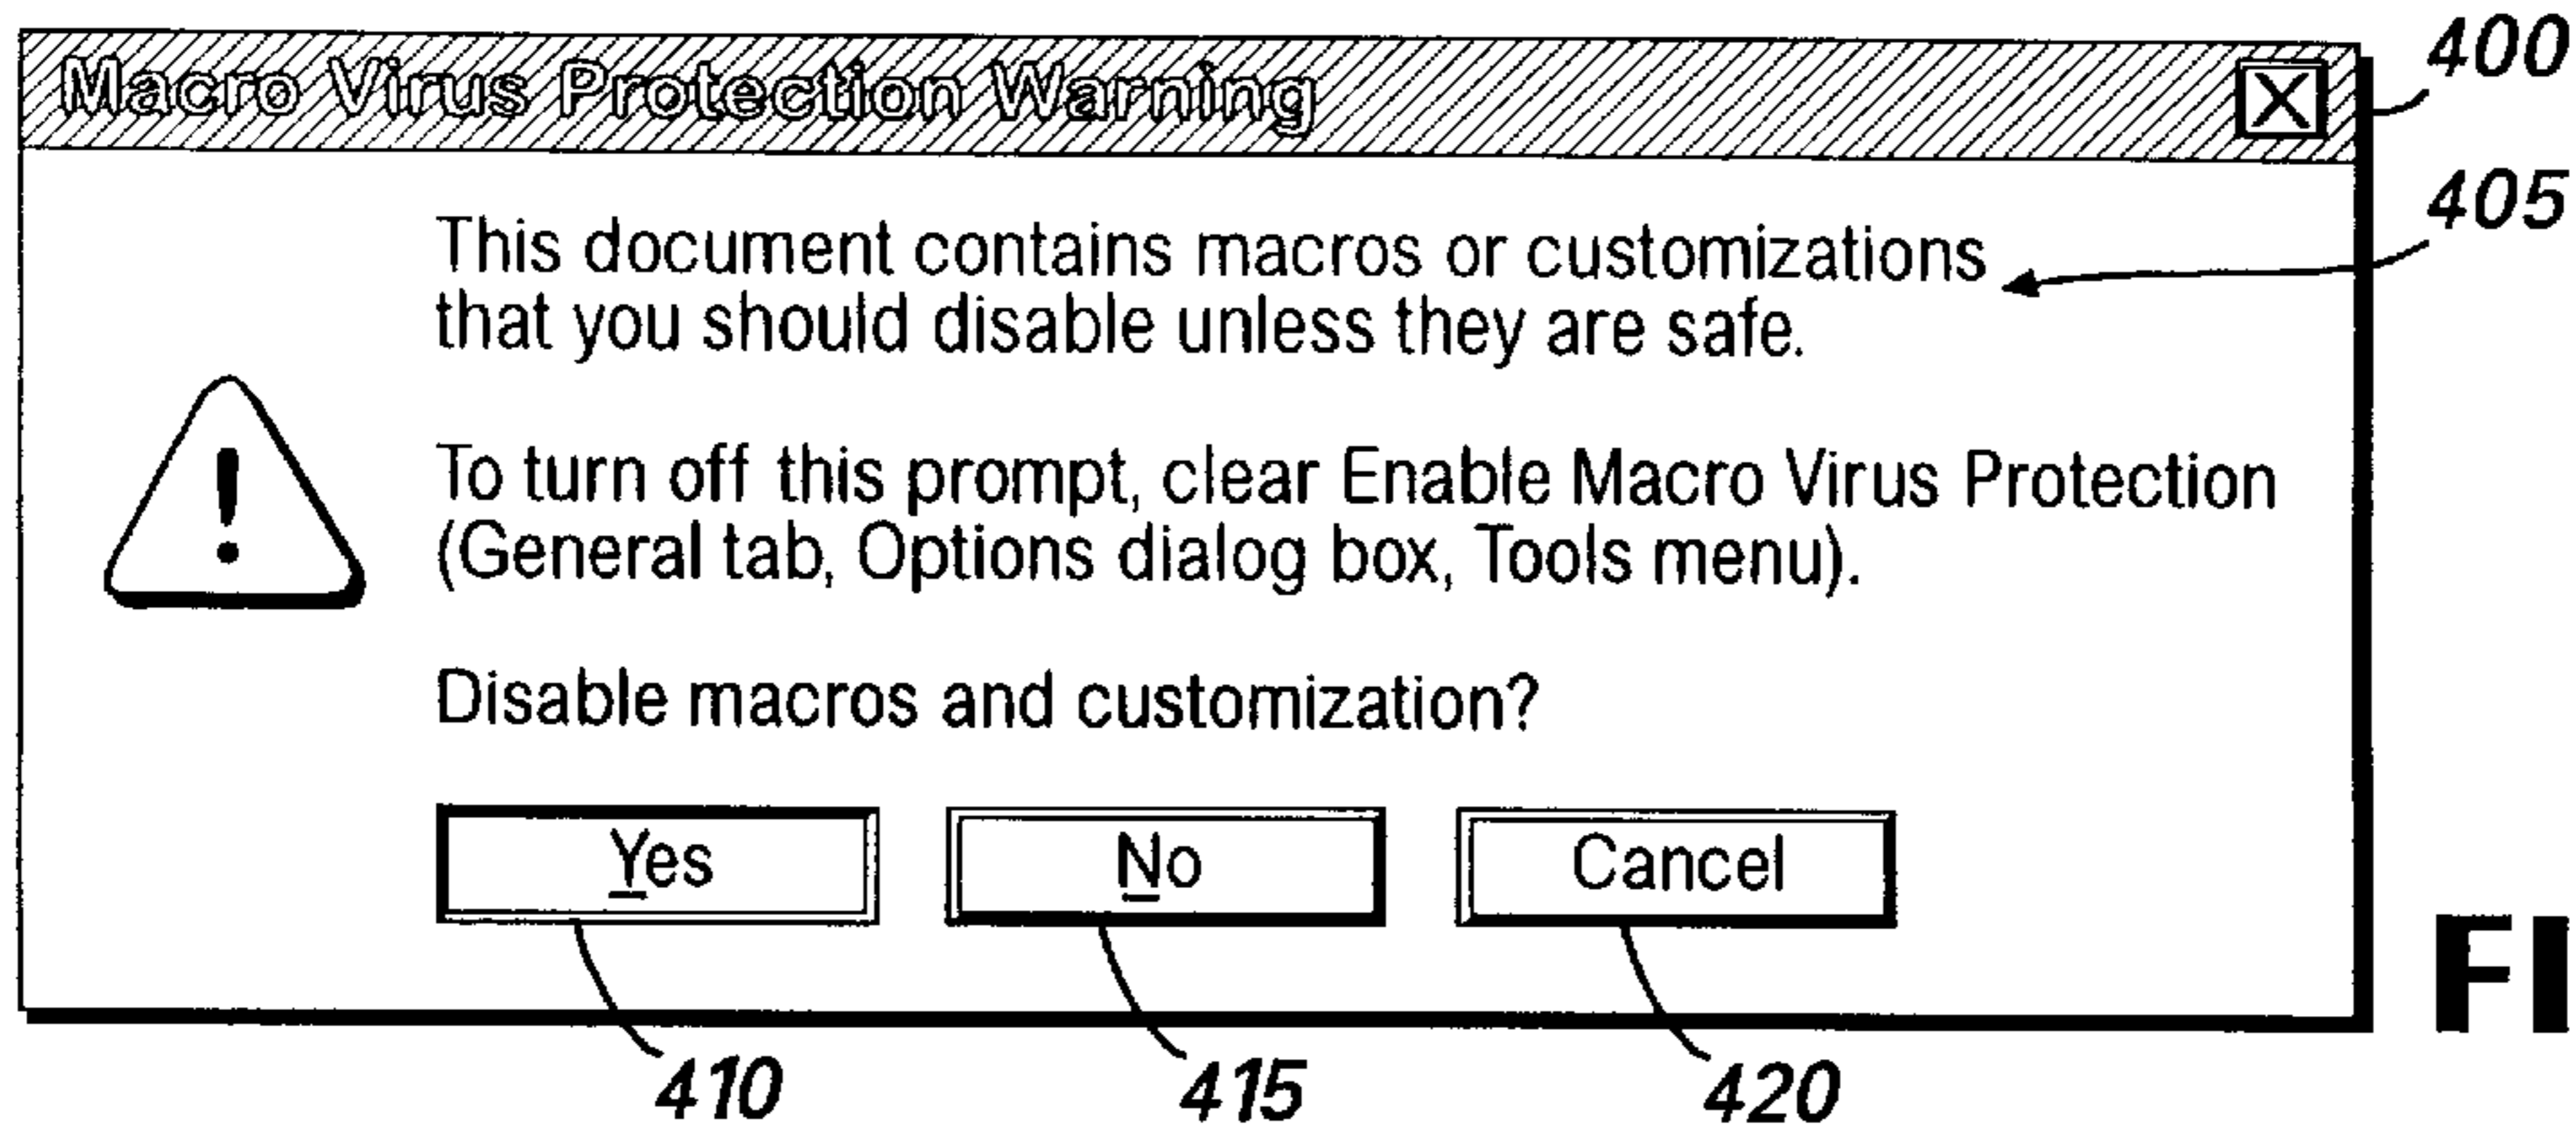 Macro Virus Protection Warning
400
This document contains macros or customizations
405
that you should disable unless they are safe.
!
To turn off this prompt, clear Enable Macro Virus Protection
(General tab, Options dialog box, Tools menu).
Disable macros and customization?
Yes No Cancel
FI
410 415 420